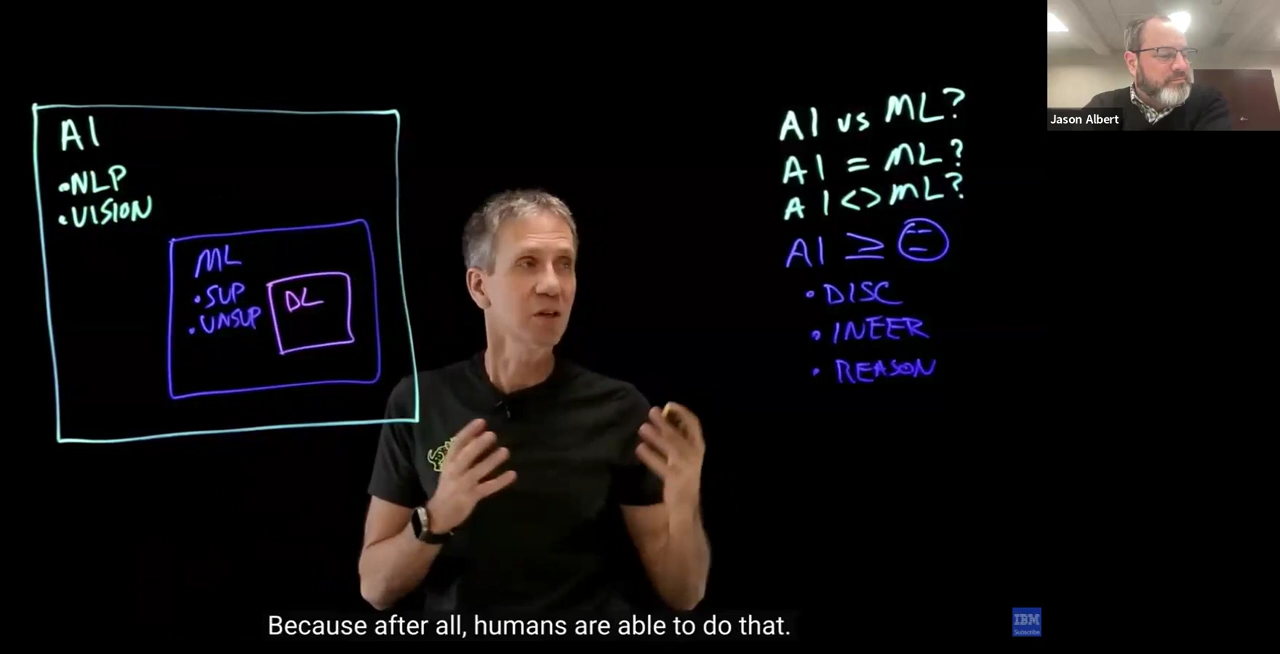 AI
•NLP
•VISION
ML
•SUP
•UNSUP
DL
AI vs ML?
AI = ML?
AI <> ML?
AI ≥
•DISC
•INFER
•REASON
Jason Albert
Because after all, humans are able to do that.
IBM
Subscribe